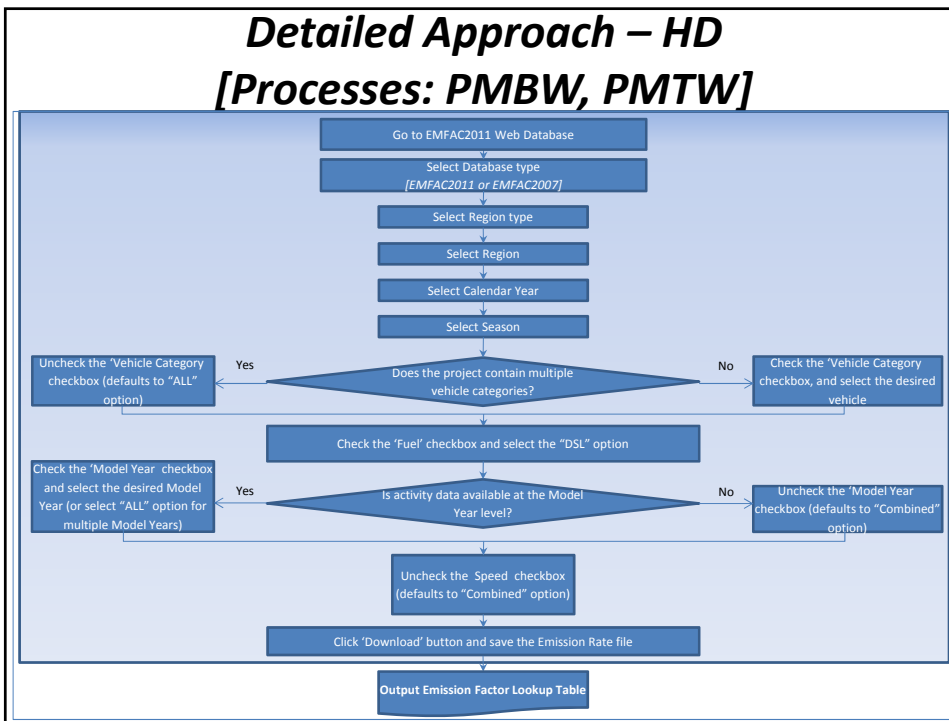 Detailed Approach – HD
[Processes: PMBW, PMTW]
Go to EMFAC2011 Web Database
Select Database type
[EMFAC2011 or EMFAC2007]
Select Region type
Select Region
Select Calendar Year
Select Season
Does the project contain multiple
vehicle categories?
Yes
Uncheck the ‘Vehicle Category
checkbox (defaults to “ALL”
option)
No
Check the ‘Vehicle Category
checkbox, and select the desired
vehicle
Check the ‘Fuel’ checkbox and select the “DSL” option
Is activity data available at the Model
Year level?
Yes
Check the ‘Model Year checkbox
and select the desired Model
Year (or select “ALL” option for
multiple Model Years)
No
Uncheck the ‘Model Year
checkbox (defaults to “Combined”
option)
Uncheck the Speed checkbox
(defaults to “Combined” option)
Click ‘Download’ button and save the Emission Rate file
Output Emission Factor Lookup Table